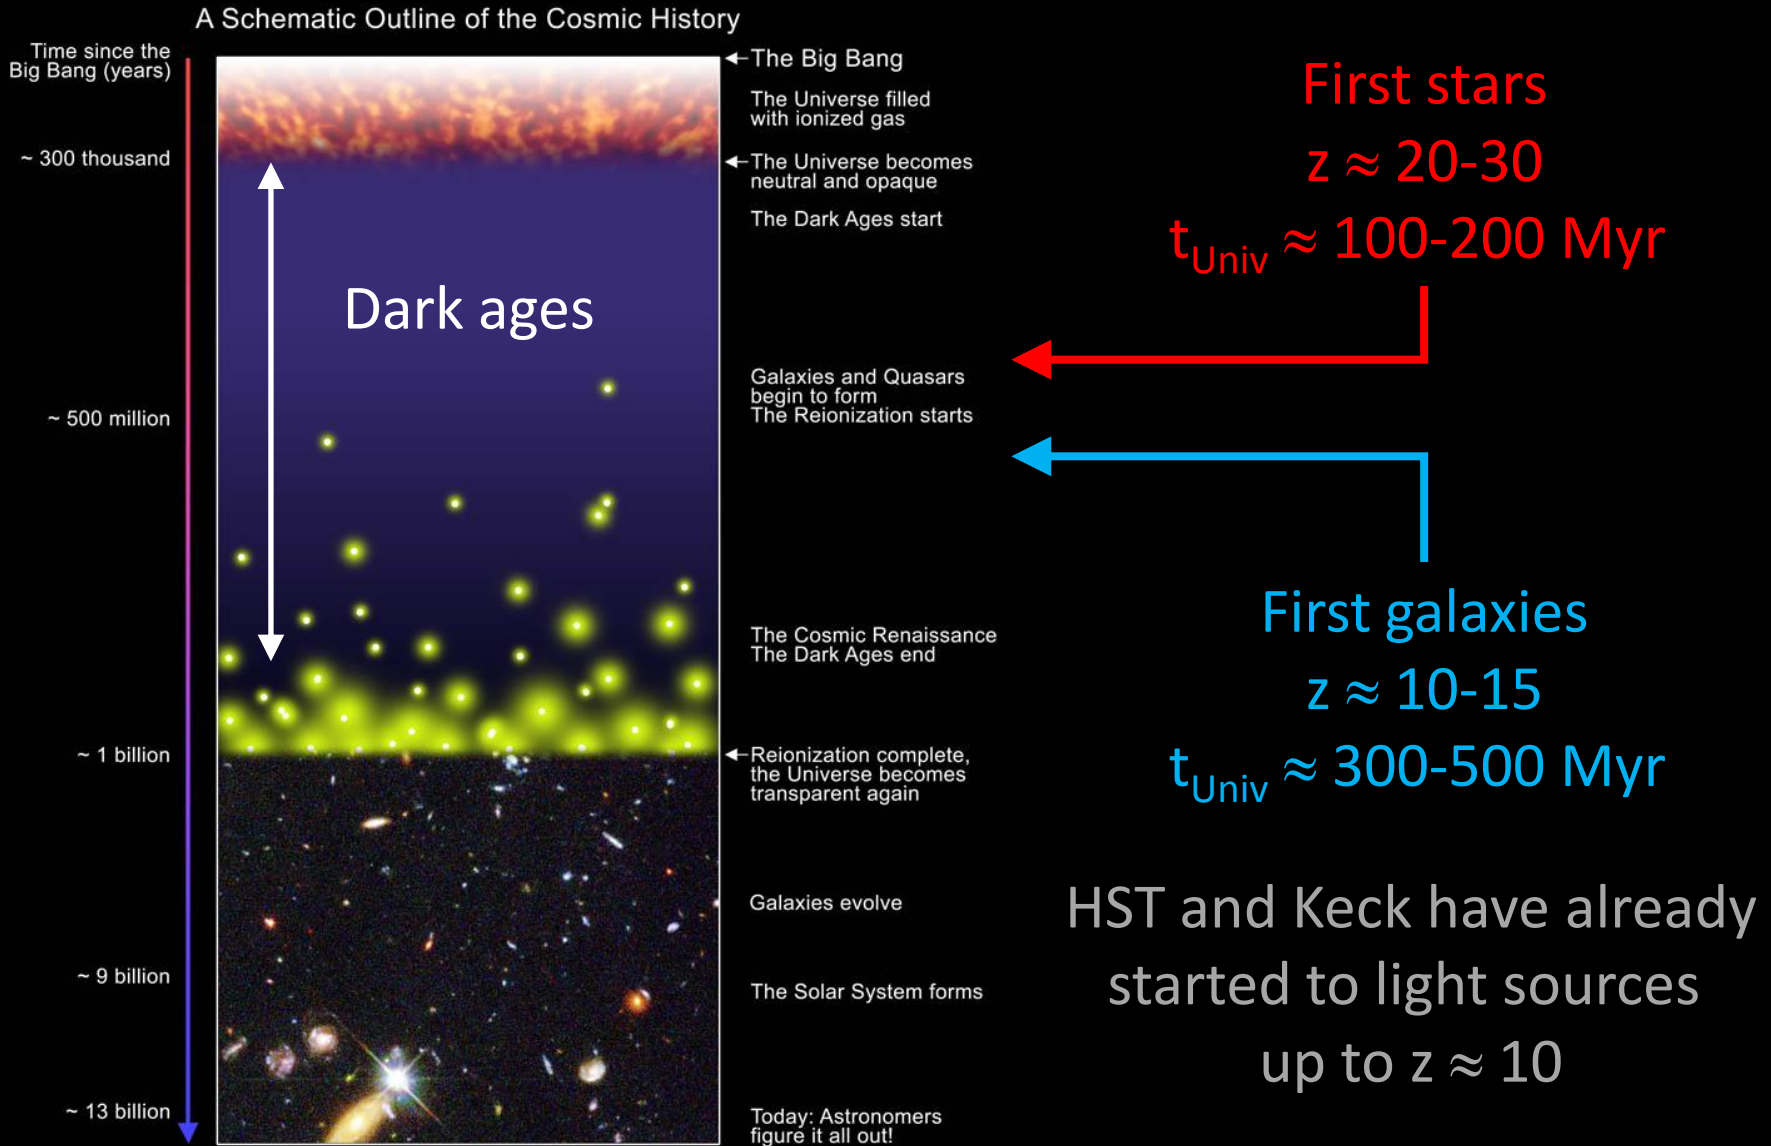 A Schematic Outline of the Cosmic History
Time since the
Big Bang (years)
~ 300 thousand
~ 500 million
~ 1 billion
~ 9 billion
~ 13 billion
Dark ages
←The Big Bang
The Universe filled
with ionized gas
←The Universe becomes
neutral and opaque
The Dark Ages start
Galaxies and Quasars
begin to form
The Reionization starts
The Cosmic Renaissance
The Dark Ages end
←Reionization complete,
the Universe becomes
transparent again
Galaxies evolve
The Solar System forms
Today: Astronomers
figure it all out!
First stars
z ≈ 20-30
tUniv ≈ 100-200 Myr
First galaxies
z ≈ 10-15
tUniv ≈ 300-500 Myr
HST and Keck have already
started to light sources
up to z ≈ 10